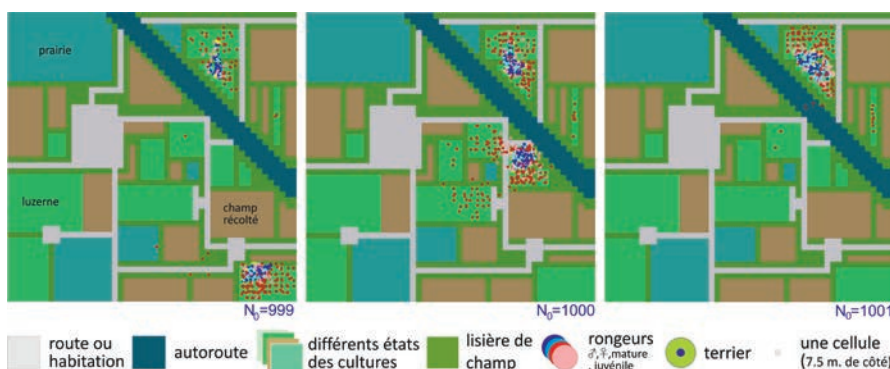 prairie
luzerne
champ
récolté
N₀=999
N₀=1000
N₀=1001
route ou
habitation
autoroute
différents états
des cultures
lisière de
champ
rongeurs
♂,♀,mature
, juvénile
terrier
une cellule
(7.5 m. de côté)